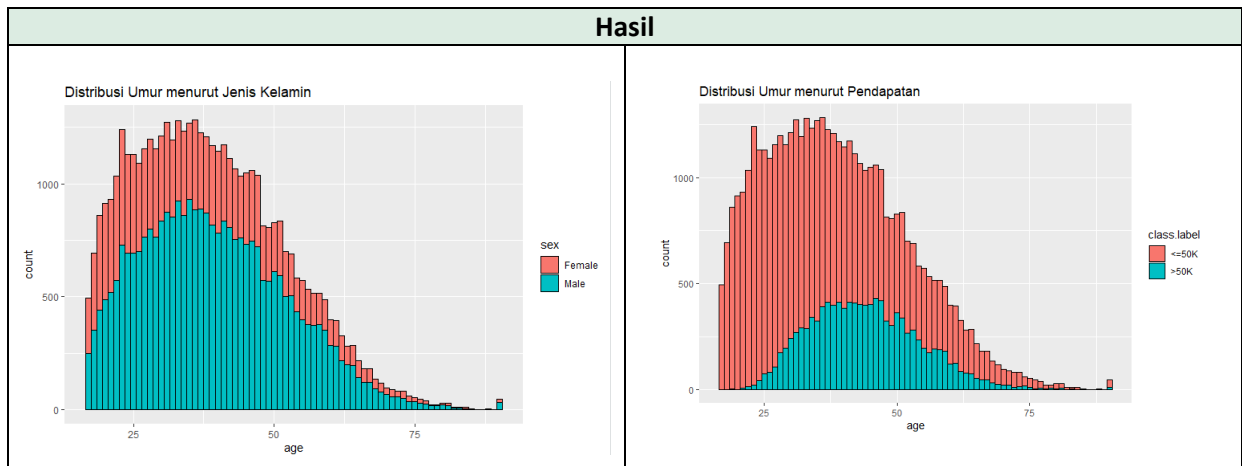 Hasil
Distribusi Umur menurut Jenis Kelamin
1000
500
0
count
25
50
75
age
sex
Female
Male
Distribusi Umur menurut Pendapatan
1000
500
0
count
25
50
75
age
class.label
<=50K
>50K